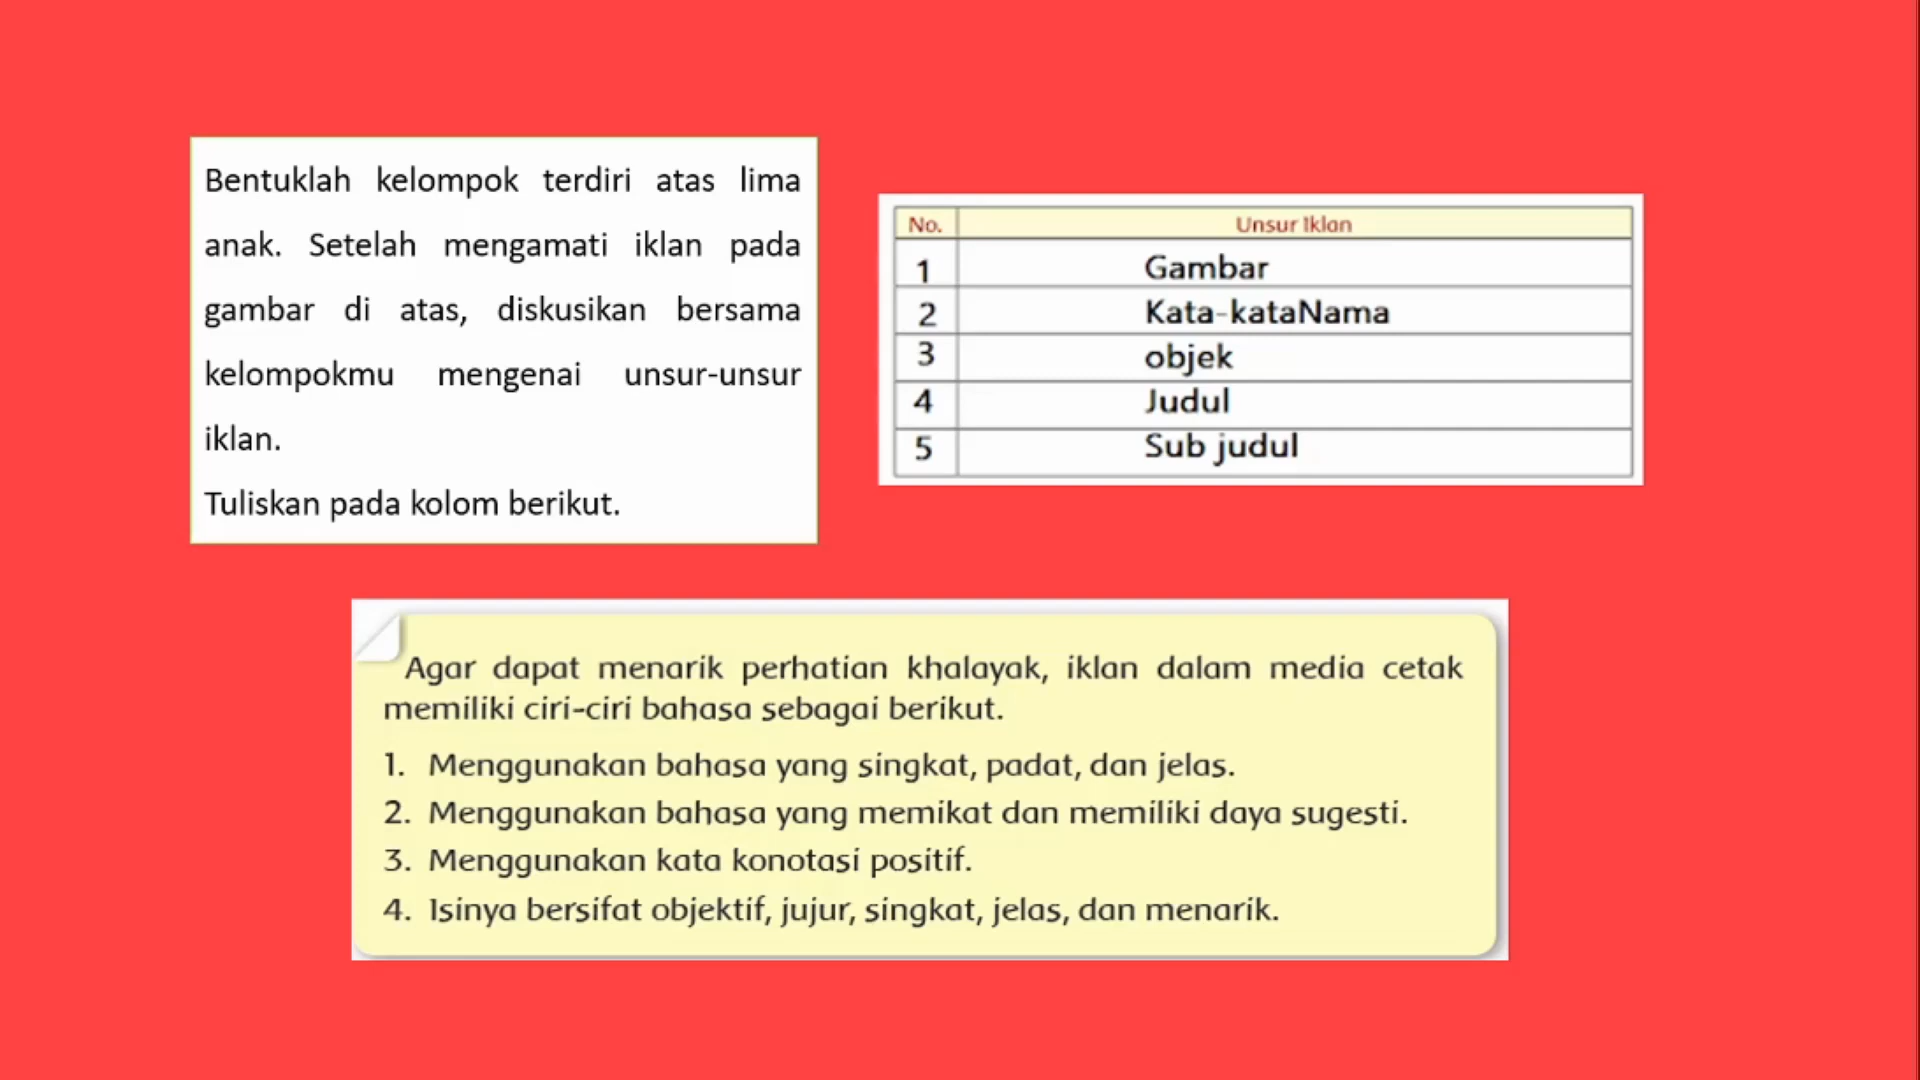 Bentuklah kelompok terdiri atas lima
anak. Setelah mengamati iklan pada
gambar di atas, diskusikan bersama
kelompokmu mengenai unsur-unsur
iklan.
Tuliskan pada kolom berikut.
No. Unsur Iklan
1 Gambar
2 Kata-kataNama
3 objek
4 Judul
5 Sub judul
Agar dapat menarik perhatian khalayak, iklan dalam media cetak
memiliki ciri-ciri bahasa sebagai berikut.
1. Menggunakan bahasa yang singkat, padat, dan jelas.
2. Menggunakan bahasa yang memikat dan memiliki daya sugesti.
3. Menggunakan kata konotasi positif.
4. Isinya bersifat objektif, jujur, singkat, jelas, dan menarik.